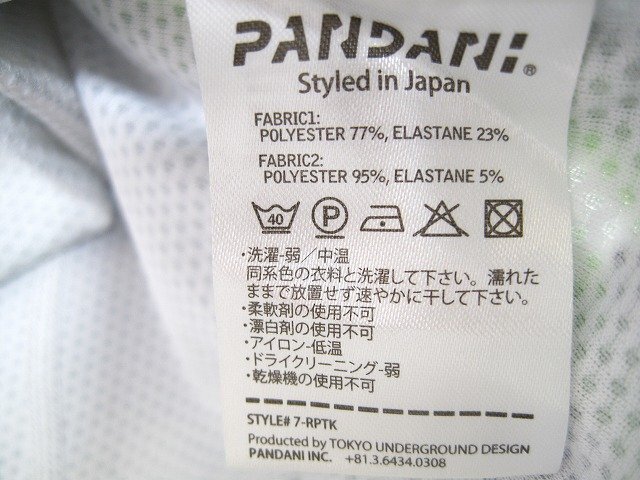 PANDANI®
Styled in Japan
FABRIC1:
POLYESTER 77%, ELASTANE 23%
FABRIC2:
POLYESTER 95%, ELASTANE 5%
40 P
・洗濯-弱／中温
同系色の衣料と洗濯して下さい。濡れた
ままで放置せず速やかに干して下さい。
・柔軟剤の使用不可
・漂白剤の使用不可
・アイロン-低温
・ドライクリーニング-弱
・乾燥機の使用不可
STYLE# 7-RPTK
Produced by TOKYO UNDERGROUND DESIGN
PANDANI INC. +81.3.6434.0308